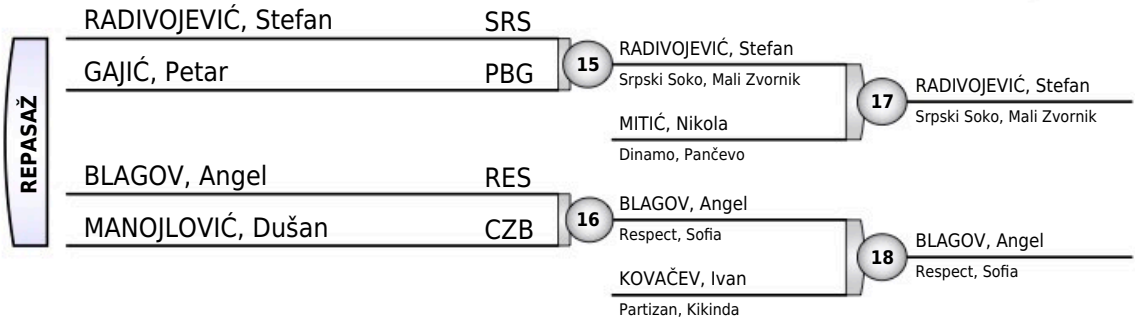 REPASAŽ
RADIVOJEVIĆ, Stefan SRS
GAJIĆ, Petar PBG
15
RADIVOJEVIĆ, Stefan
Srpski Soko, Mali Zvornik
MITIĆ, Nikola
Dinamo, Pančevo
17
RADIVOJEVIĆ, Stefan
Srpski Soko, Mali Zvornik
BLAGOV, Angel RES
MANOJLOVIĆ, Dušan CZB
16
BLAGOV, Angel
Respect, Sofia
KOVAČEV, Ivan
Partizan, Kikinda
18
BLAGOV, Angel
Respect, Sofia